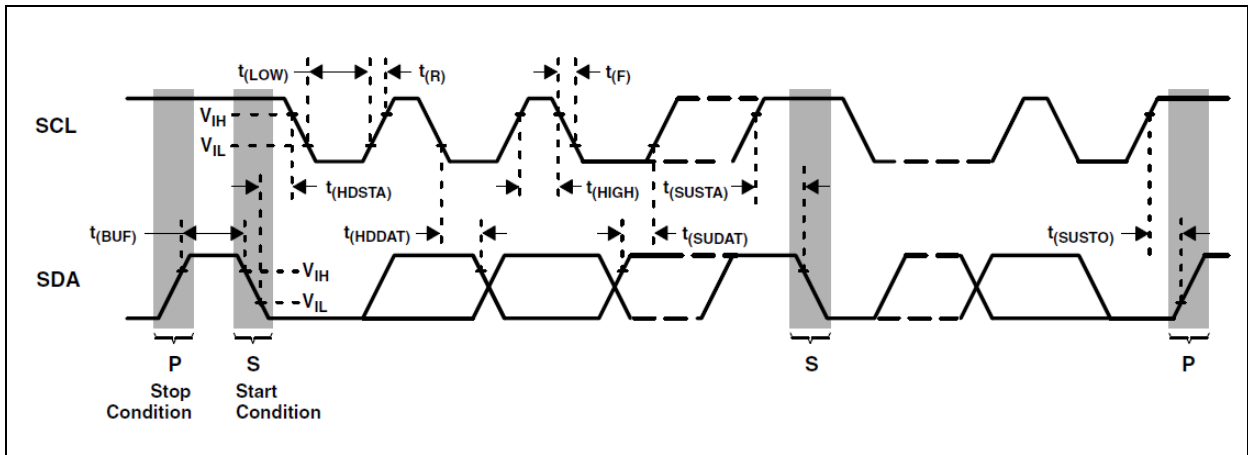 t(LOW)
t(R)
t(F)
SCL
VIH
VIL
t(HDSTA)
t(HIGH)
t(SUSTA)
t(BUF)
t(HDDAT)
t(SUDAT)
t(SUSTO)
SDA
VIH
VIL
P
S
S
P
Stop
Condition
Start
Condition